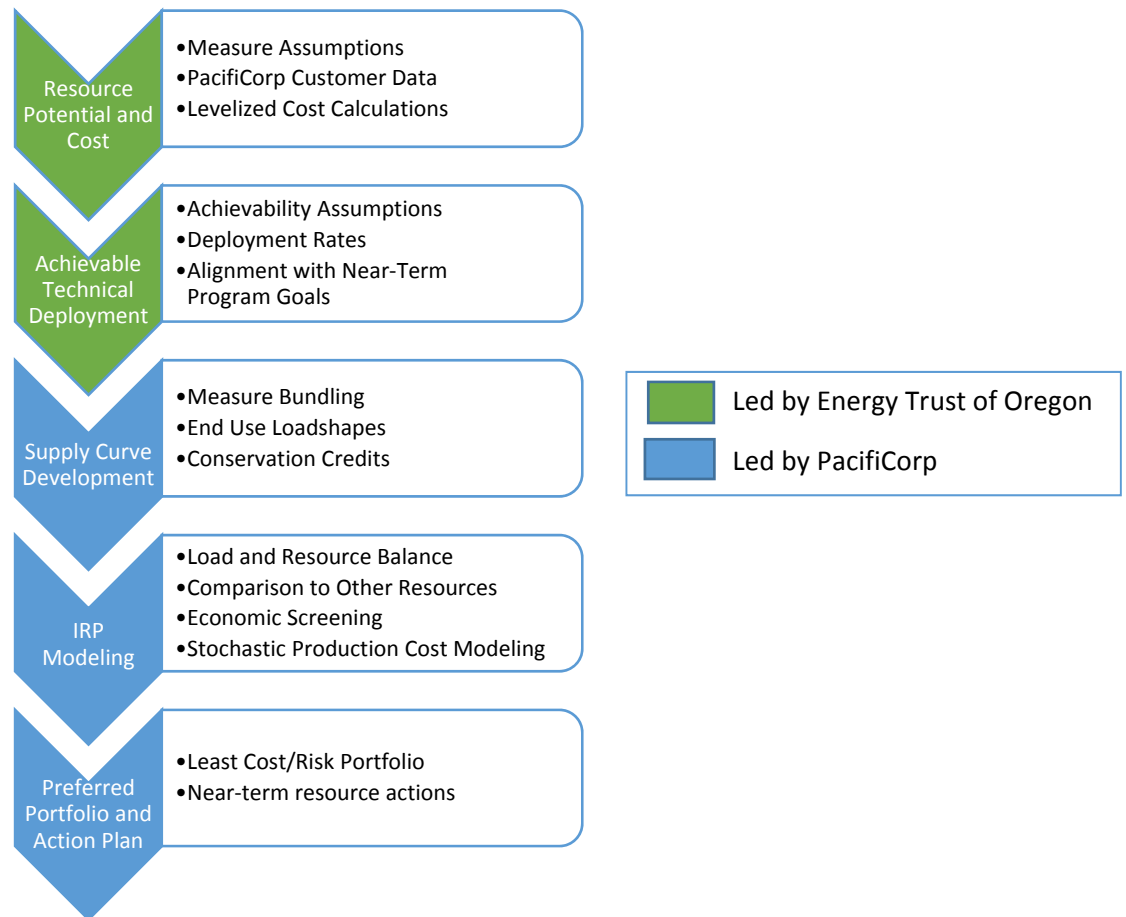 Resource
Potential and
Cost
•Measure Assumptions
•PacifiCorp Customer Data
•Levelized Cost Calculations
Achievable
Technical
Deployment
•Achievability Assumptions
•Deployment Rates
•Alignment with Near-Term
Program Goals
Supply Curve
Development
•Measure Bundling
•End Use Loadshapes
•Conservation Credits
IRP
Modeling
•Load and Resource Balance
•Comparison to Other Resources
•Economic Screening
•Stochastic Production Cost Modeling
Preferred
Portfolio and
Action Plan
•Least Cost/Risk Portfolio
•Near-term resource actions
Led by Energy Trust of Oregon
Led by PacifiCorp